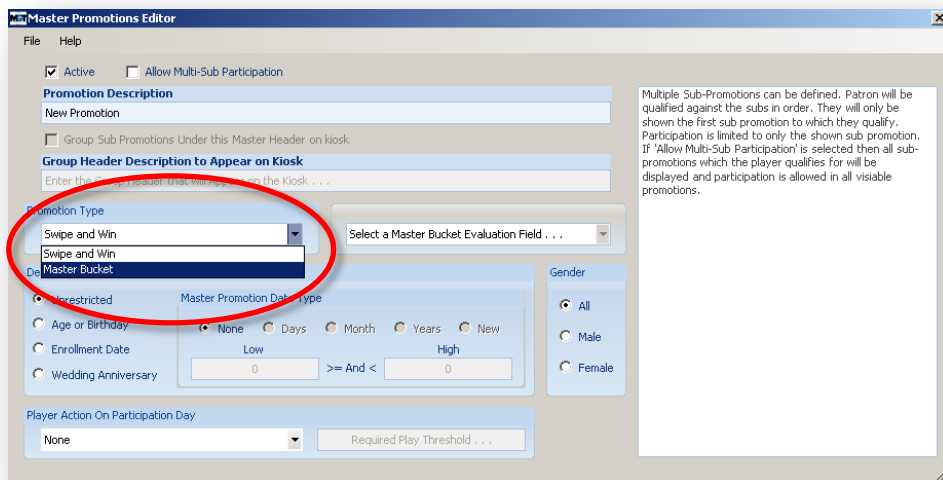 Master Promotions Editor
File Help
Active Allow Multi-Sub Participation
Promotion Description
New Promotion
Group Sub Promotions Under this Master Header on kiosk
Group Header Description to Appear on Kiosk
Enter the Group Header that will Appear on the Kiosk . . .
Multiple Sub-Promotions can be defined. Patron will be
qualified against the subs in order. They will only be
shown the first sub promotion to which they qualify.
Participation is limited to only the shown sub promotion.
If 'Allow Multi-Sub Participation' is selected then all sub-
promotions which the player qualifies for will be
displayed and participation is allowed in all visiable
promotions.
Promotion Type
Swipe and Win
Select a Master Bucket Evaluation Field . . .
Swipe and Win
Master Bucket
Unrestricted
Age or Birthday
Enrollment Date
Wedding Anniversary
Master Promotion Date Type
None Days Month Years New
Low High
0 >= And < 0
Gender
All
Male
Female
Player Action On Participation Day
None
Required Play Threshold . . .